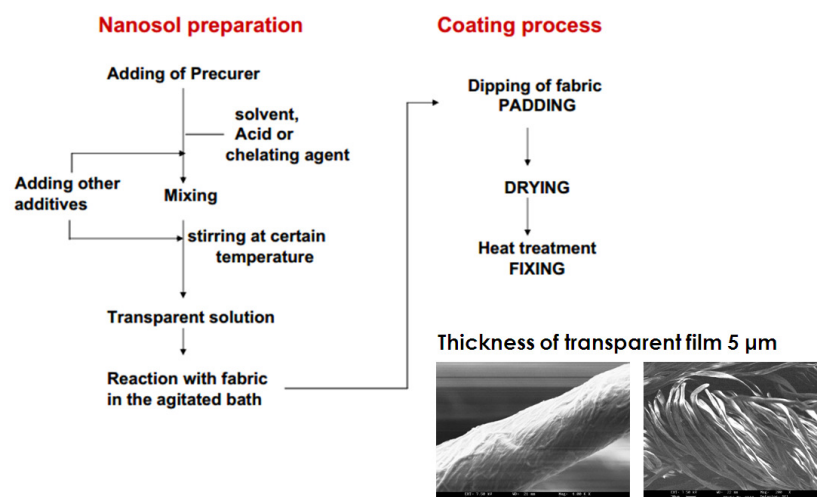 Nanosol preparation
Adding of Precurer
solvent,
Acid or
chelating agent
Adding other
additives
Mixing
stirring at certain
temperature
Transparent solution
Reaction with fabric
in the agitated bath
Coating process
Dipping of fabric
PADDING
DRYING
Heat treatment
FIXING
Thickness of transparent film 5 µm